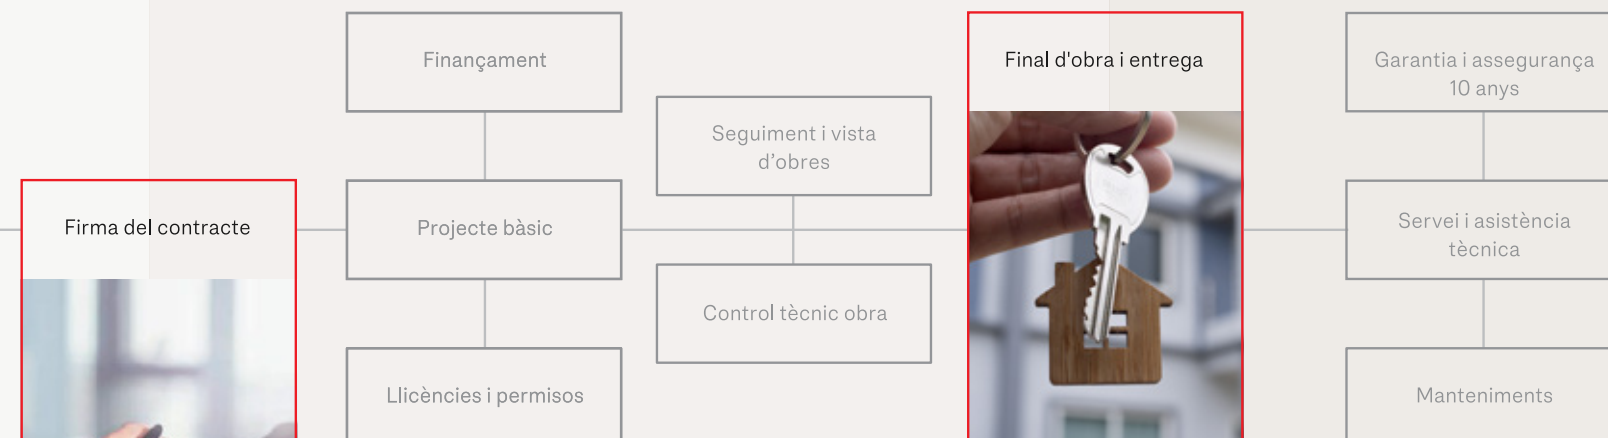 Firma del contracte
Finançament
Projecte bàsic
Llicències i permisos
Seguiment i vista
d’obres
Control tècnic obra
Final d'obra i entrega
Garantia i assegurança
10 anys
Servei i asistència
tècnica
Manteniments